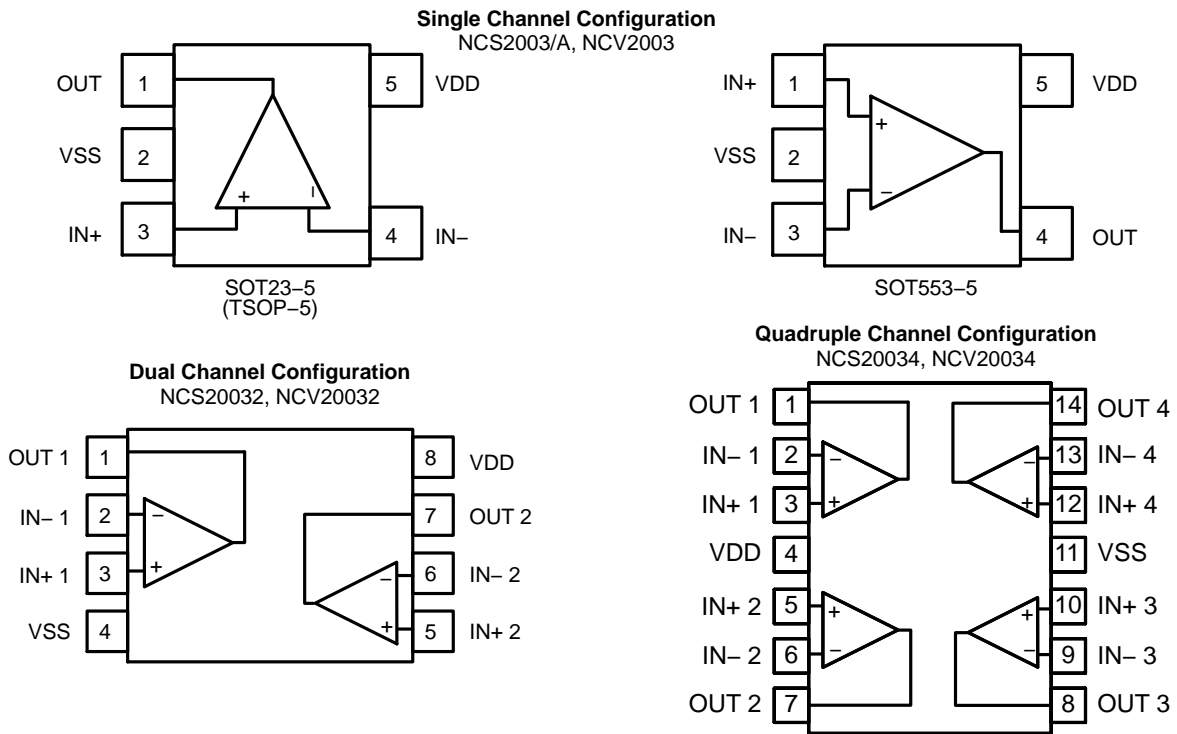 Single Channel Configuration
NCS2003/A, NCV2003
OUT 1 5 VDD
VSS 2
+ −
IN+ 3 4 IN−
SOT23−5
(TSOP−5)
IN+ 1 5 VDD
+
VSS 2
−
IN− 3 4 OUT
SOT553−5
Dual Channel Configuration
NCS20032, NCV20032
OUT 1 1 8 VDD
IN− 1 2 − 7 OUT 2
IN+ 1 3 + − 6 IN− 2
VSS 4 + 5 IN+ 2
Quadruple Channel Configuration
NCS20034, NCV20034
OUT 1 1 14 OUT 4
IN− 1 2 − − 13 IN− 4
IN+ 1 3 + + 12 IN+ 4
VDD 4 11 VSS
IN+ 2 5 + + 10 IN+ 3
IN− 2 6 − − 9 IN− 3
OUT 2 7 8 OUT 3